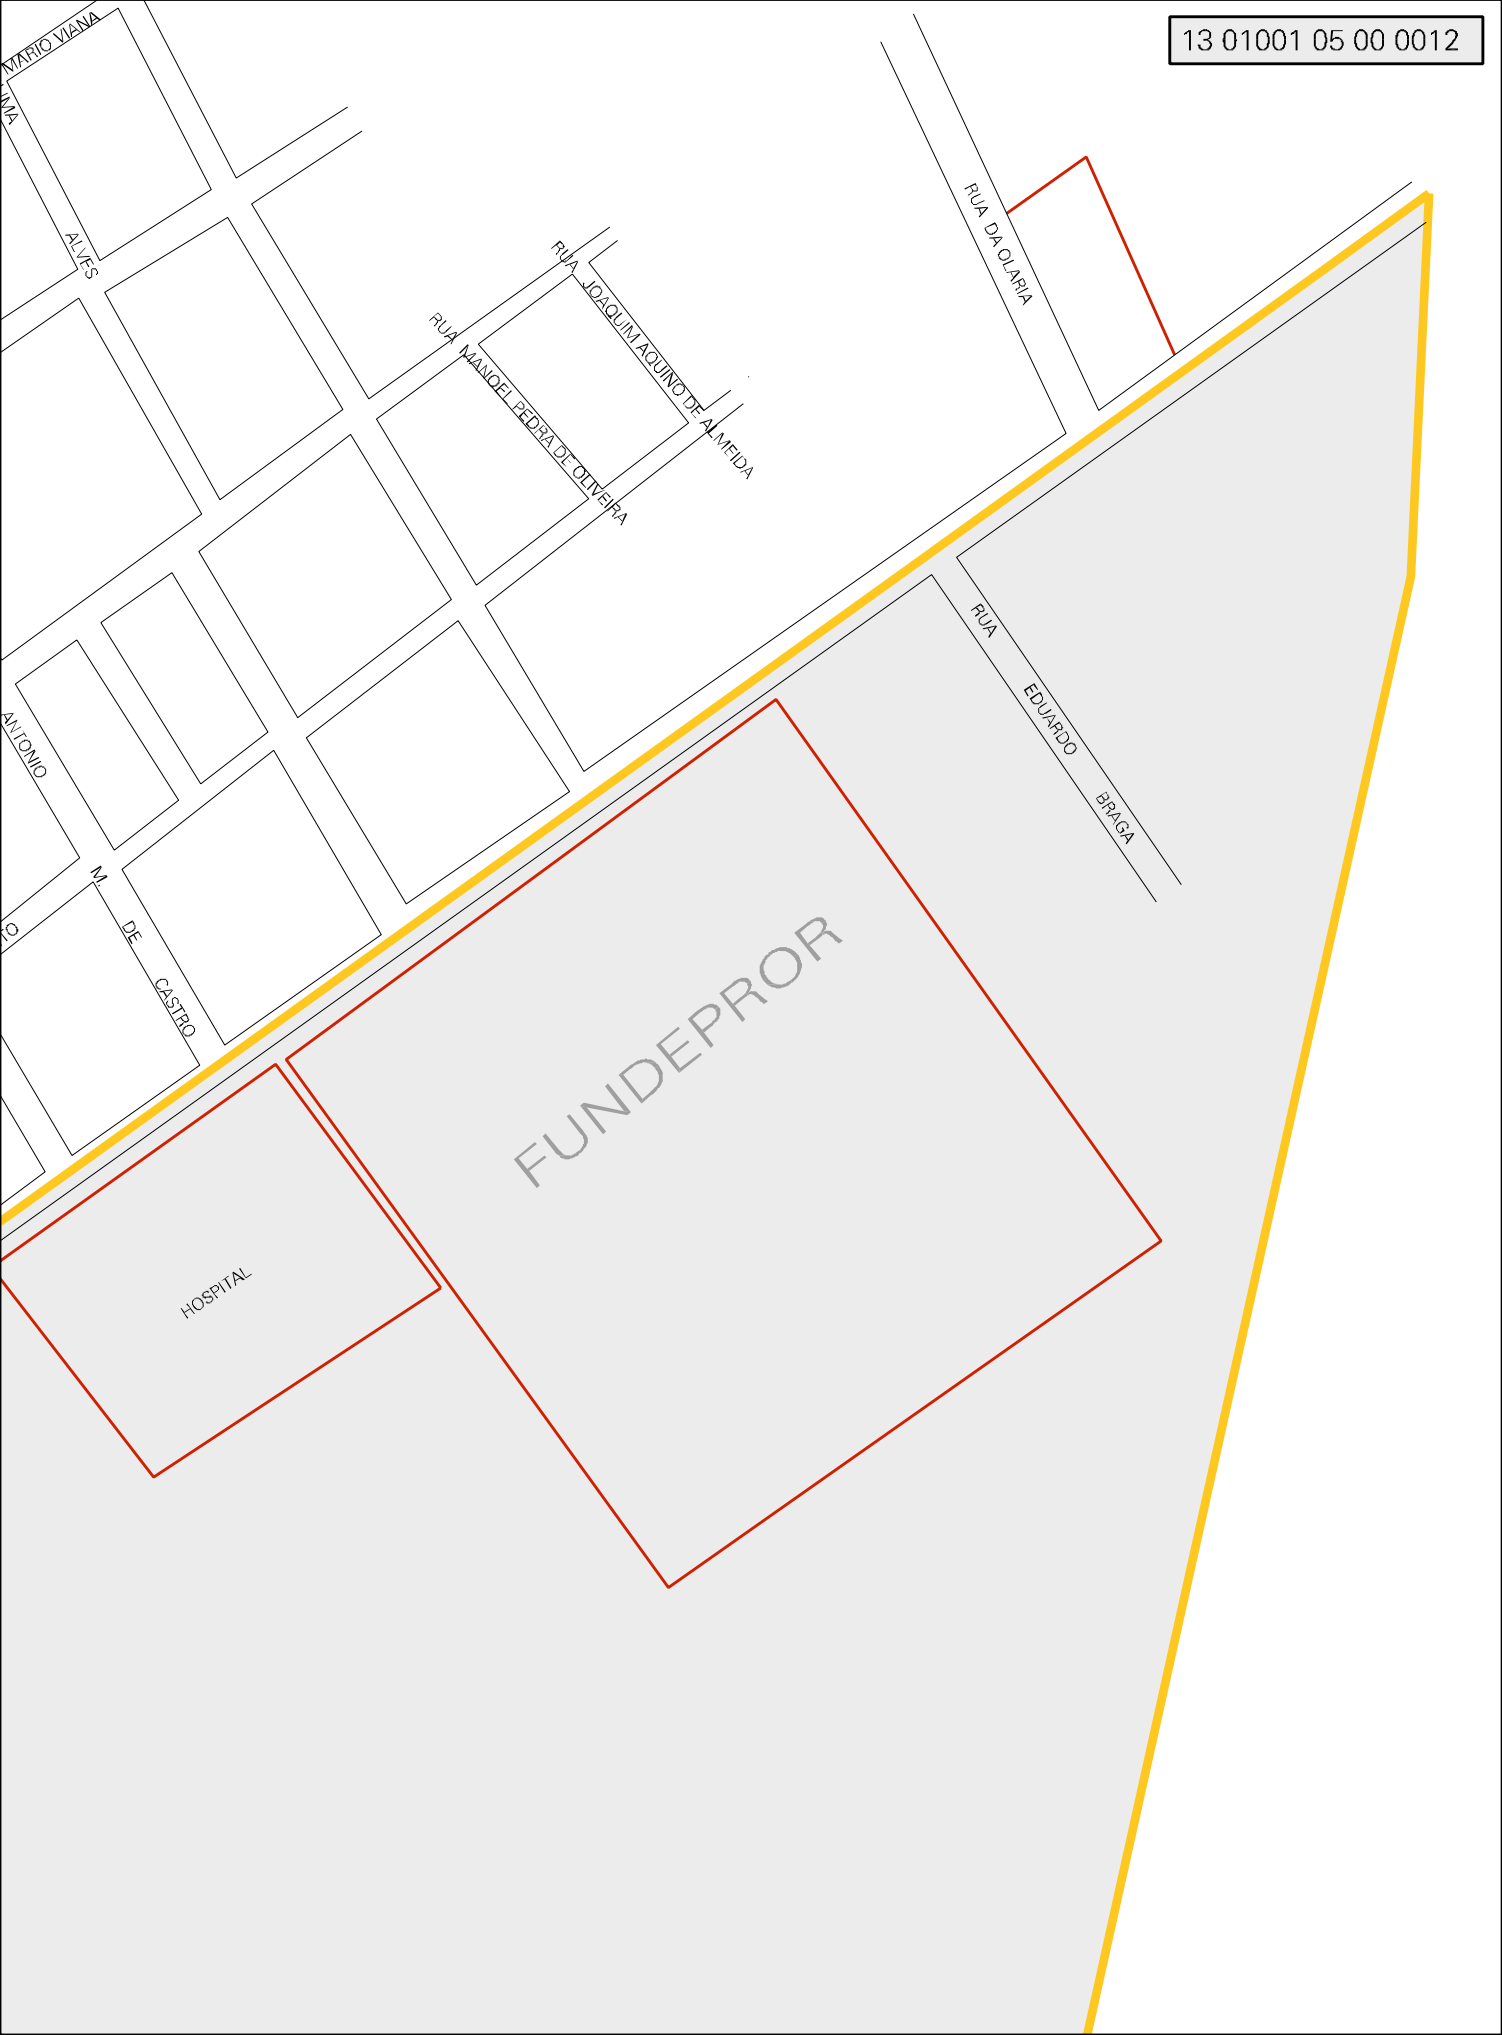 13 01001 05 00 0012
MARIO VIANA
ALVES
RUA DA OLARIA
RUA JOAQUIM AQUINO DE ALMEIDA
RUA MANOEL PEDRA DE OLIVEIRA
RUA EDUARDO BRAGA
ANTONIO M. DE CASTRO
FUNDEPROR
HOSPITAL